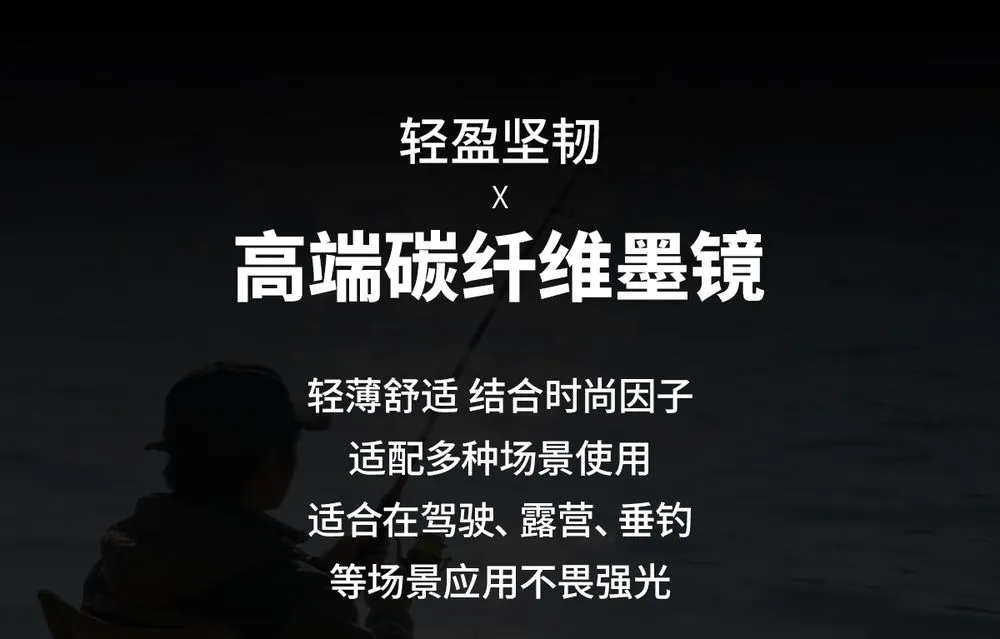 轻盈坚韧
X
高端碳纤维墨镜
轻薄舒适 结合时尚因子
适配多种场景使用
适合在驾驶、露营、垂钓
等场景应用不畏强光